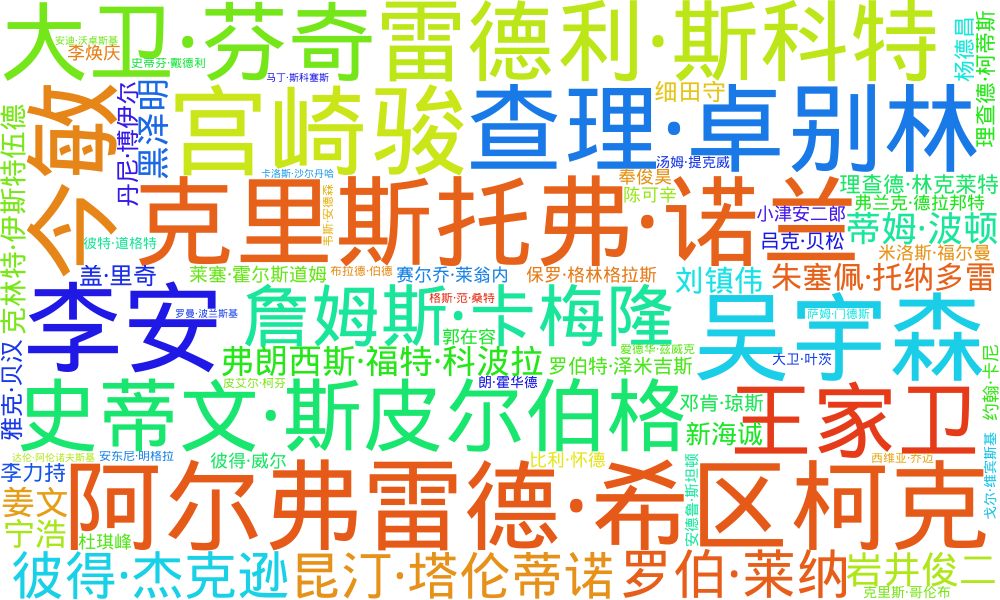 大卫·芬奇
雷德利·斯科特
安迪·沃卓斯基
李焕庆
史蒂芬·戴德利
马丁·斯科塞斯
杨德昌
理查德·柯蒂斯
今敏
丹尼·博伊尔
黑泽明
宫崎骏
查理·卓别林
细田守
克林特·伊斯特伍德
汤姆·提克威
卡洛斯·沙尔丹哈
奉俊昊
陈可辛
克里斯托弗·诺兰
韦斯·安德森
理查德·林克莱特
弗兰克·德拉邦特
小津安二郎
蒂姆·波顿
吕克·贝松
米洛斯·福尔曼
彼特·道格特
盖·里奇
莱塞·霍尔斯道姆
布拉德·伯德
赛尔乔·莱翁内
保罗·格林格拉斯
刘镇伟
朱塞佩·托纳多雷
李安
罗曼·波兰斯基
詹姆斯·卡梅隆
格斯·范·桑特
郭在容
吴宇森
萨姆·门德斯
弗朗西斯·福特·科波拉
爱德华·兹威克
罗伯特·泽米吉斯
大卫·叶茨
约翰·卡尼
雅克·贝汉
皮艾尔·柯芬
朗·霍华德
史蒂文·斯皮尔伯格
邓肯·琼斯
新海诚
王家卫
达伦·阿伦诺夫斯基
安东尼·明格拉
彼得·威尔
比利·怀德
安德鲁·斯坦顿
西维亚·乔迈
戈尔·维宾斯基
李力持
姜文
宁浩
杜琪峰
阿尔弗雷德·希区柯克
彼得·杰克逊
昆汀·塔伦蒂诺
罗伯·莱纳
岩井俊二
克里斯·哥伦布